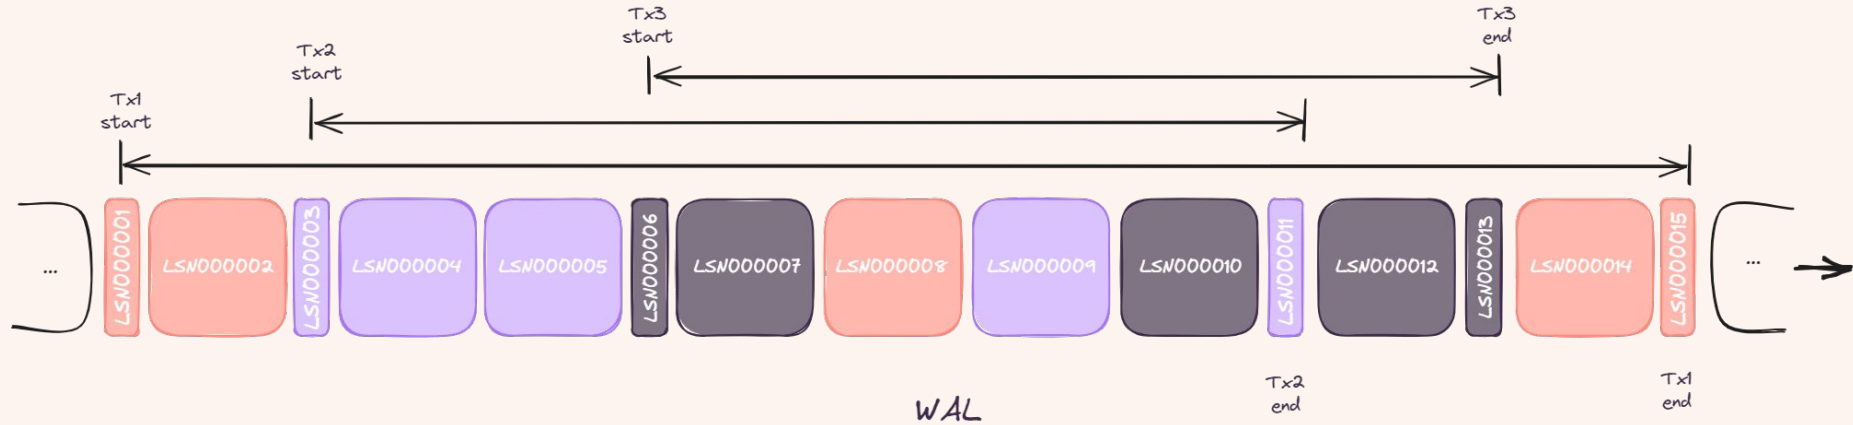 Tx3
start
Tx3
end
Tx2
start
Tx1
start
...
LSN000001
LSN000002
LSN000003
LSN000004
LSN000005
LSN000006
LSN000007
LSN000008
LSN000009
LSN000010
LSN000011
LSN000012
LSN000013
LSN000014
LSN000015
...
Tx2
end
Tx1
end
WAL